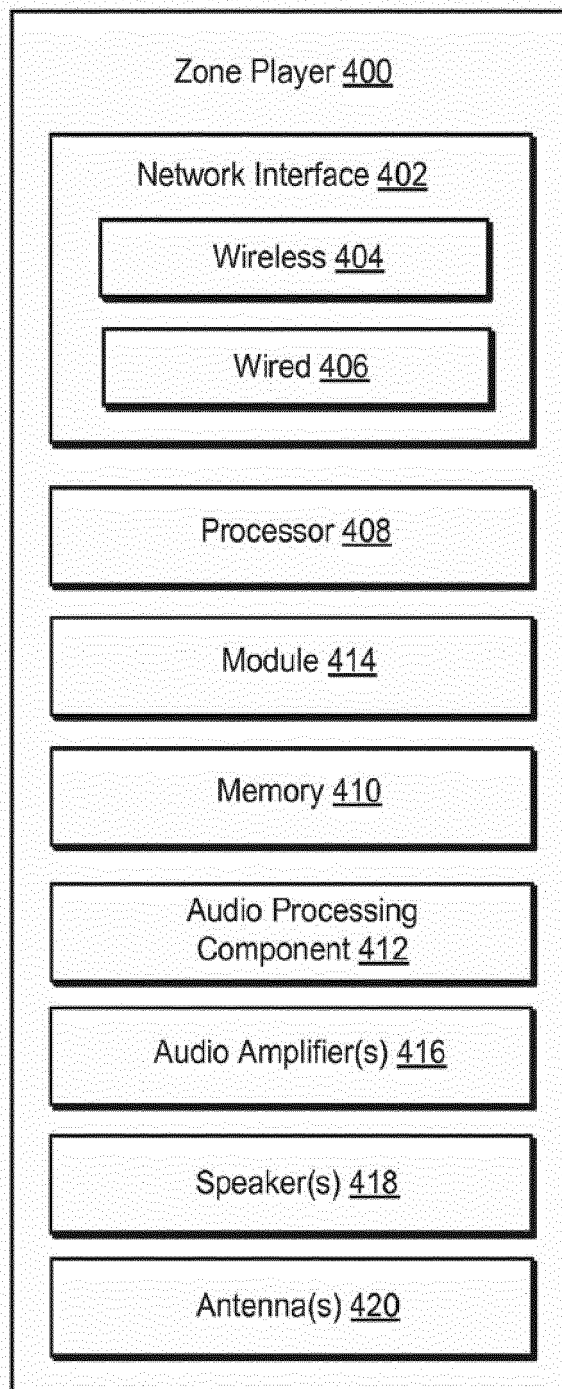 Zone Player 400
Network Interface 402
Wireless 404
Wired 406
Processor 408
Module 414
Memory 410
Audio Processing
Component 412
Audio Amplifier(s) 416
Speaker(s) 418
Antenna(s) 420